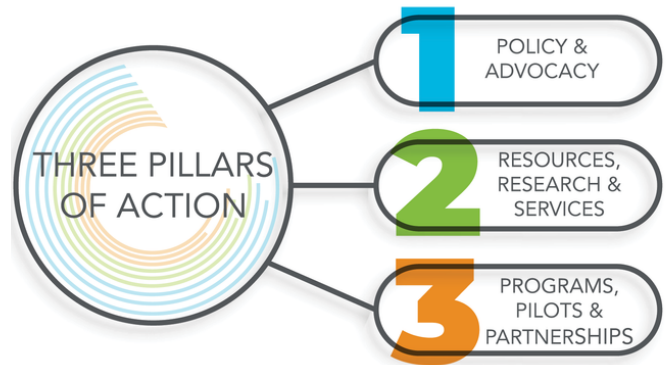 THREE PILLARS
OF ACTION
1
POLICY &
ADVOCACY
2
RESOURCES,
RESEARCH &
SERVICES
3
PROGRAMS,
PILOTS &
PARTNERSHIPS